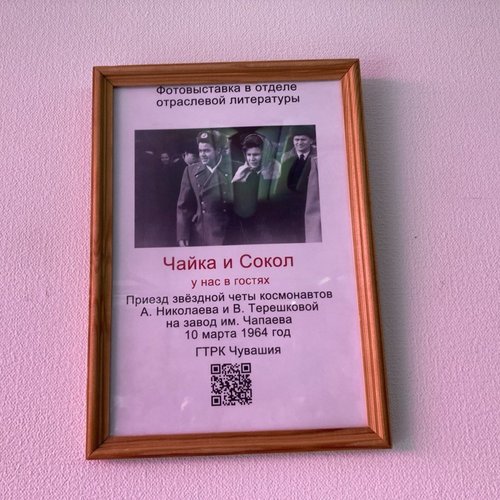 Фотовыставка в отделе
отраслевой литературы
Чайка и Сокол
у нас в гостях
Приезд звёздной четы космонавтов
А. Николаева и В. Терешковой
на завод им. Чапаева
10 марта 1964 год
ГТРК Чувашия